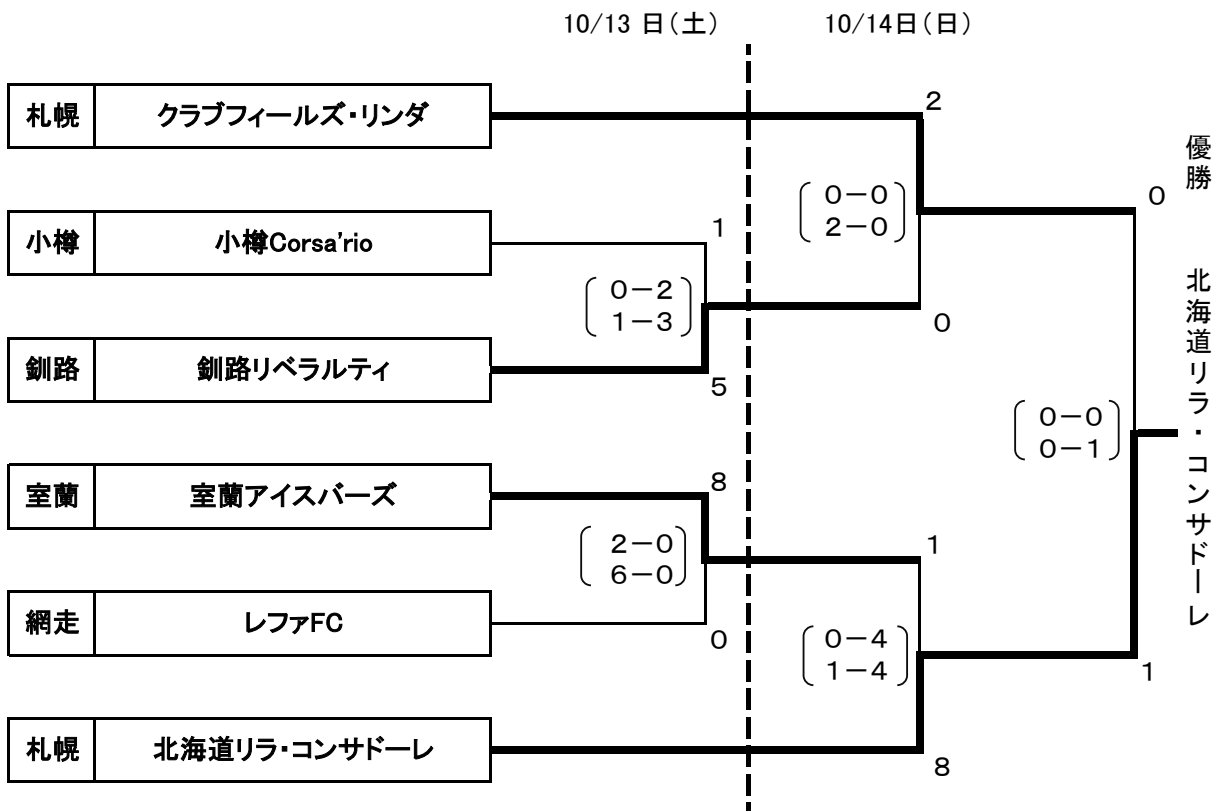 10/13 日(土)
10/14日(日)
札幌 クラブフィールズ・リンダ
2
0-0
2-0
0
優勝
小樽 小樽Corsa'rio
1
0-2
1-3
0
釧路 釧路リベラルティ
5
北海道リラ・コンサドーレ
0-0
0-1
室蘭 室蘭アイスバーズ
8
2-0
6-0
1
網走 レファFC
0
0-4
1-4
1
札幌 北海道リラ・コンサドーレ
8